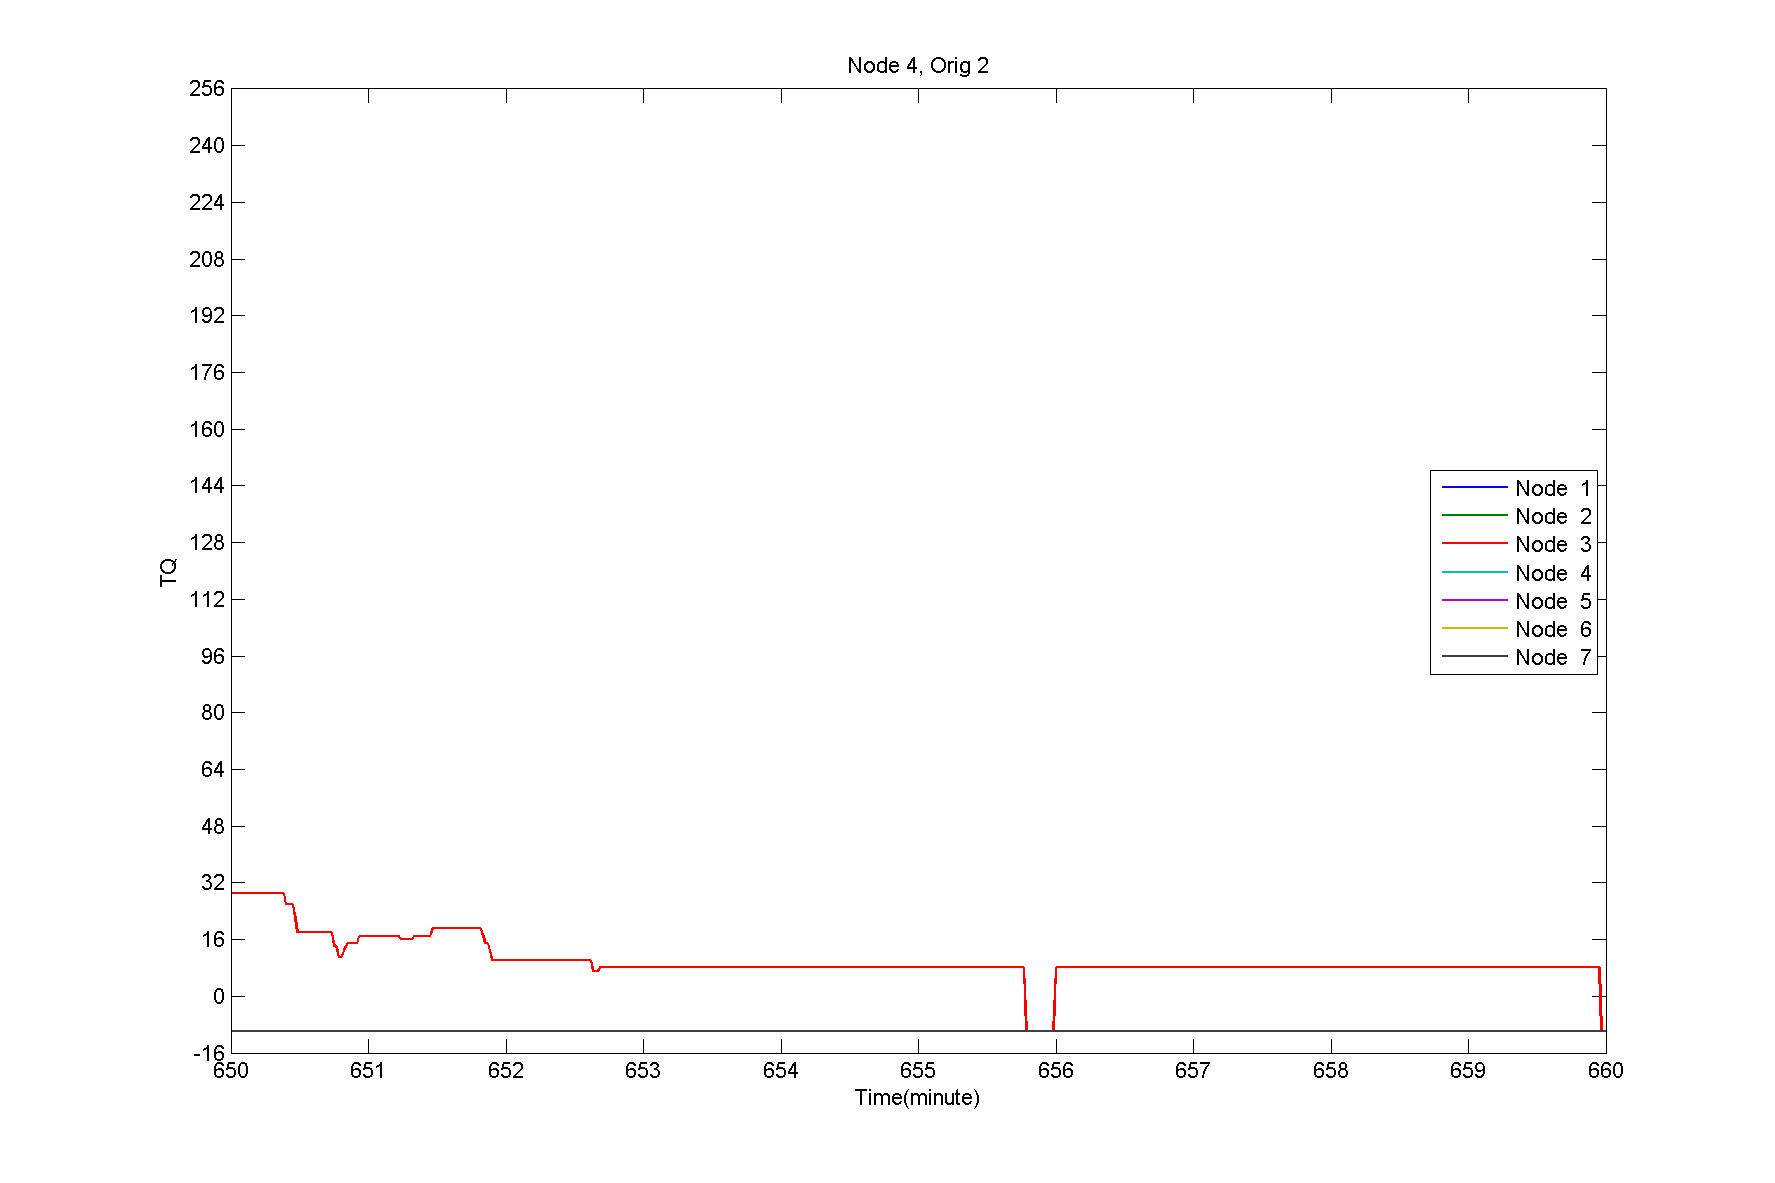 Node 4, Orig 2
256
240
224
208
192
176
160
144
128
112
96
80
64
48
32
16
0
-16
TQ
Node 1
Node 2
Node 3
Node 4
Node 5
Node 6
Node 7
650 651 652 653 654 655 656 657 658 659 660
Time(minute)